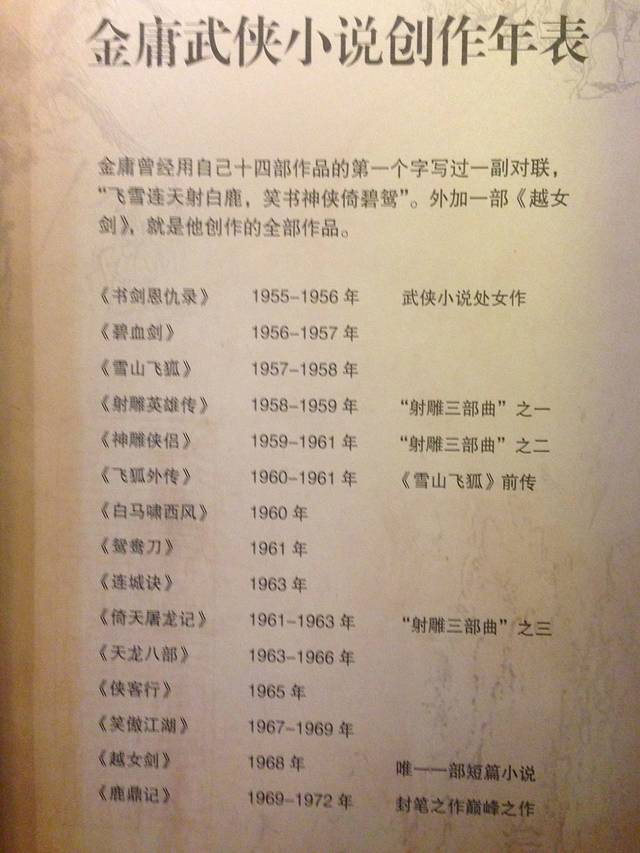 金庸武侠小说创作年表
金庸曾经用自己十四部作品的第一个字写过一副对联，
“飞雪连天射白鹿，笑书神侠倚碧鸳”。外加一部《越女
剑》，就是他创作的全部作品。
《书剑恩仇录》 1955-1956 年 武侠小说处女作
《碧血剑》 1956-1957 年
《雪山飞狐》 1957-1958 年
《射雕英雄传》 1958-1959 年 “射雕三部曲”之一
《神雕侠侣》 1959-1961 年 “射雕三部曲”之二
《飞狐外传》 1960-1961 年 《雪山飞狐》前传
《白马啸西风》 1960 年
《鸳鸯刀》 1961 年
《连城诀》 1963 年
《倚天屠龙记》 1961-1963 年 “射雕三部曲”之三
《天龙八部》 1963-1966 年
《侠客行》 1965 年
《笑傲江湖》 1967-1969 年
《越女剑》 1968 年 唯一一部短篇小说
《鹿鼎记》 1969-1972 年 封笔之作巅峰之作